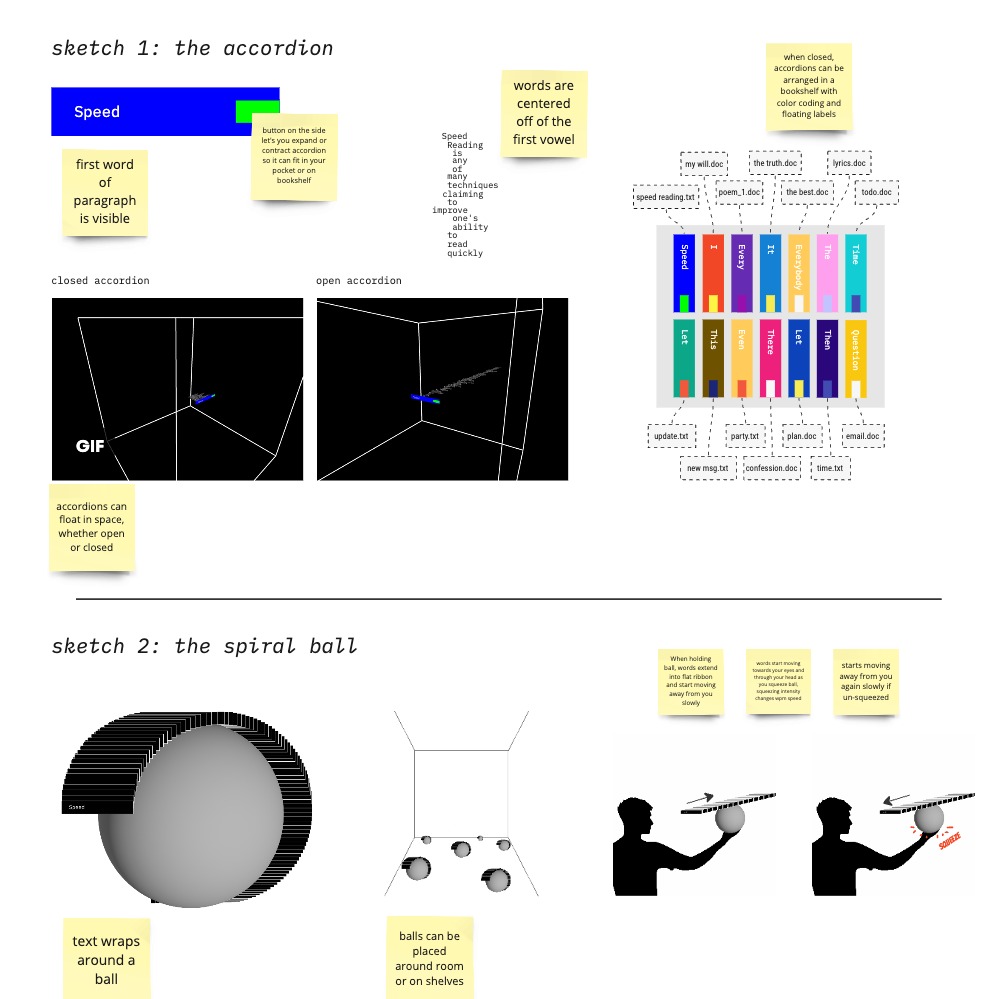 sketch 1: the accordion
Speed
first word
of
paragraph
is visible
button on the side
let's you expand or
contract accordion
so it can fit in your
pocket or on
bookshelf
Speed
Reading
is
any
of
many
techniques
claiming
to
improve
one's
ability
to
read
quickly
words are
centered
off of the
first vowel
when closed,
accordions can be
arranged in a
bookshelf with
color coding and
floating labels
my will.doc
the truth.doc
lyrics.doc
speed reading.txt
poem_1.doc
the best.doc
todo.doc
Speed
I
Every
It
Everybody
The
Time
Let
This
Even
There
Let
Then
Question
update.txt
party.txt
plan.doc
email.doc
new msg.txt
confession.doc
time.txt
closed accordion
open accordion
GIF
accordions can
float in space,
whether open
or closed
sketch 2: the spiral ball
When holding
ball, words extend
into flat ribbon
and start moving
away from you
slowly
words start moving
towards your eyes and
through your head as
you squeeze ball,
squeezing intensity
changes wpm speed
starts moving
away from you
again slowly if
un-squeezed
Speed
SQUEEZE
text wraps
around a
ball
balls can be
placed
around room
or on shelves